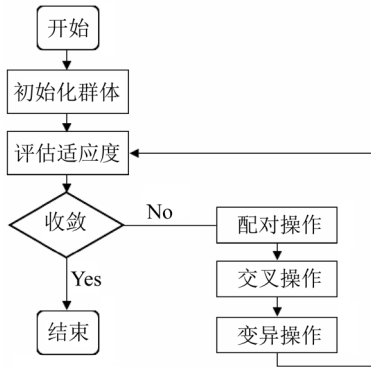 开始
初始化群体
评估适应度
收敛
No
Yes
结束
配对操作
交叉操作
变异操作